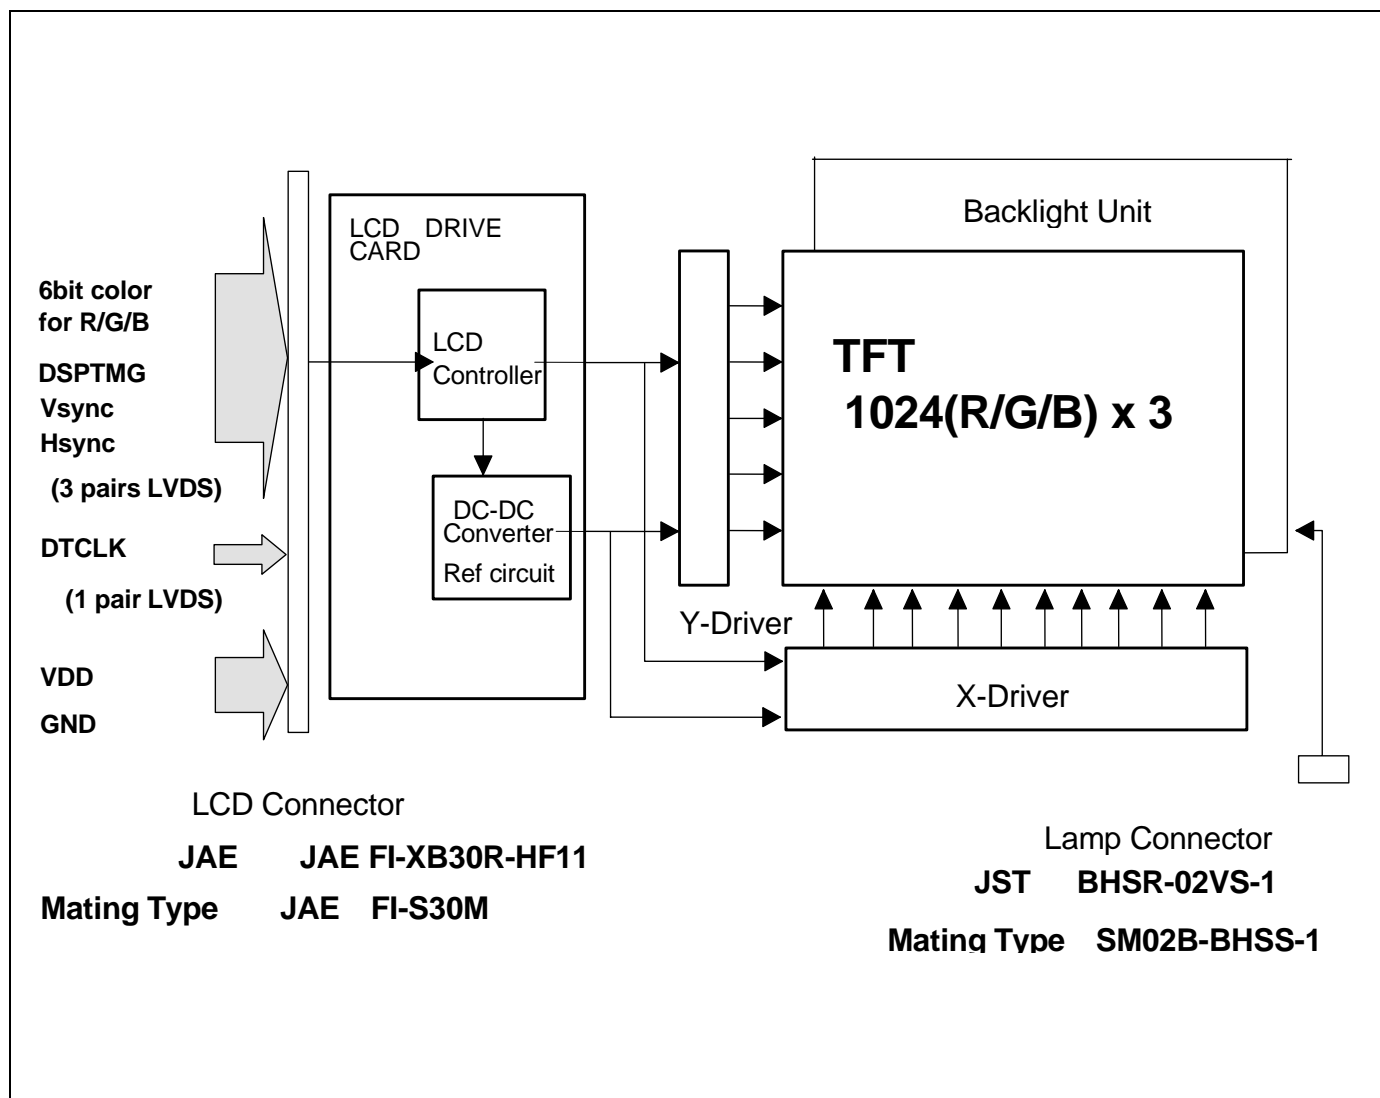 Backlight Unit
LCD DRIVE
CARD
6bit color
for R/G/B
DSPTMG
Vsync
Hsync
(3 pairs LVDS)
DTCLK
(1 pair LVDS)
VDD
GND
LCD
Controller
DC-DC
Converter
Ref circuit
TFT
1024(R/G/B) x 3
Y-Driver
X-Driver
LCD Connector
JAE JAE FI-XB30R-HF11
Mating Type JAE FI-S30M
Lamp Connector
JST BHSR-02VS-1
Mating Type SM02B-BHSS-1